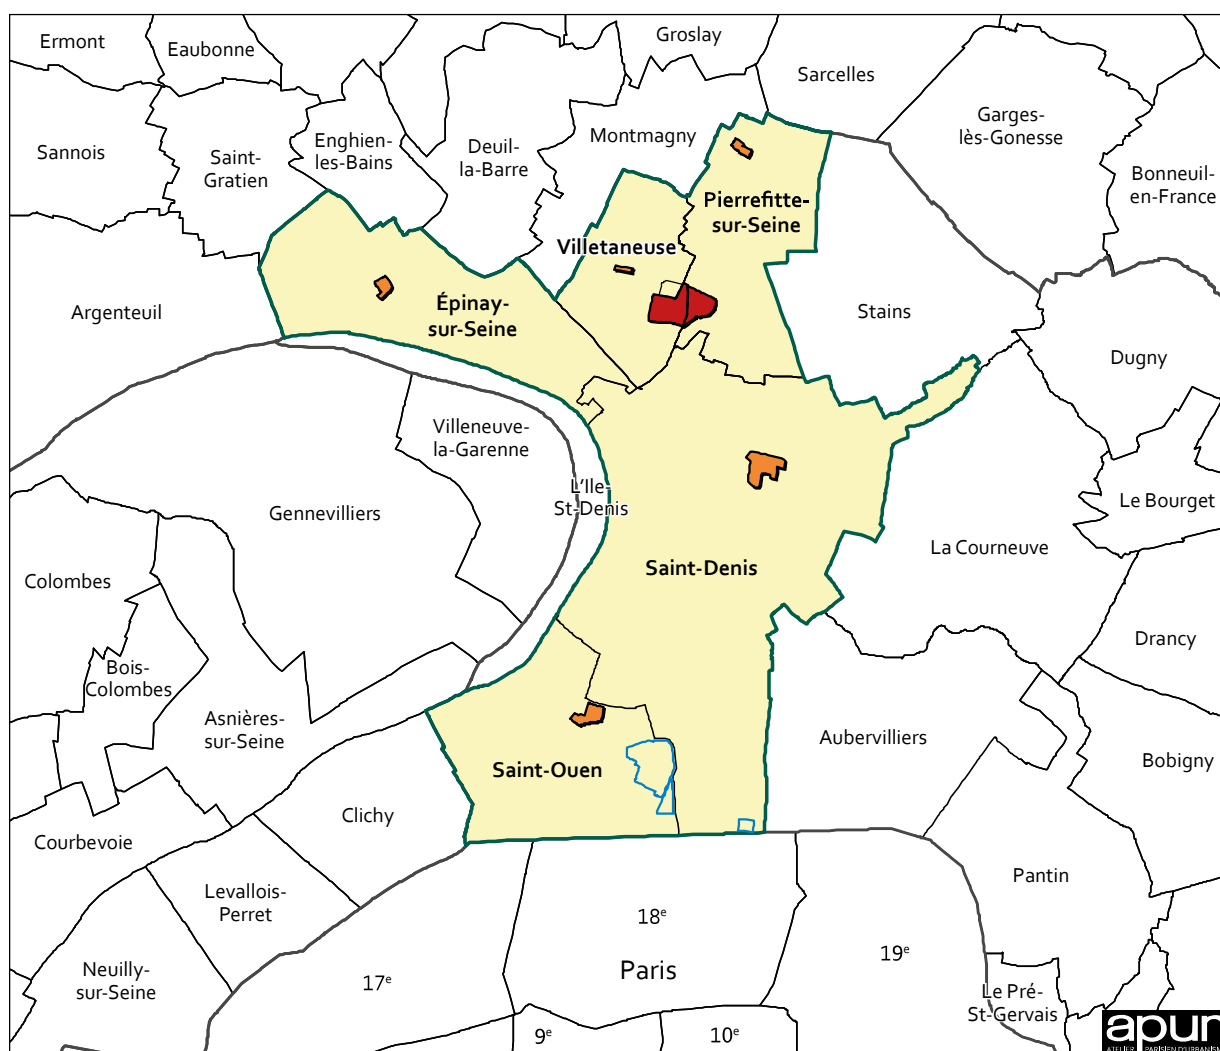 Ermont
Eaubonne
Groslay
Sarcelles
Garges-
lès-Gonesse
Sannois
Saint-
Gratien
Enghien-
les-Bains
Deuil-
la-Barre
Montmagny
Bonneuil-
en-France
Pierrefitte-
sur-Seine
Villetaneuse
Argenteuil
Épinay-
sur-Seine
Stains
Dugny
Villeneuve-
la-Garenne
L'Ile-
St-Denis
Gennevilliers
Le Bourget
La Courneuve
Colombes
Saint-Denis
Drancy
Bois-
Colombes
Asnières-
sur-Seine
Aubervilliers
Bobigny
Saint-Ouen
Clichy
Courbevoie
Pantin
Levallois-
Perret
18e
Paris
19e
17e
Neuilly-
sur-Seine
Le Pré-
St-Gervais
9e
10e
apur
ATELIER PARISIEN D'URBANISME